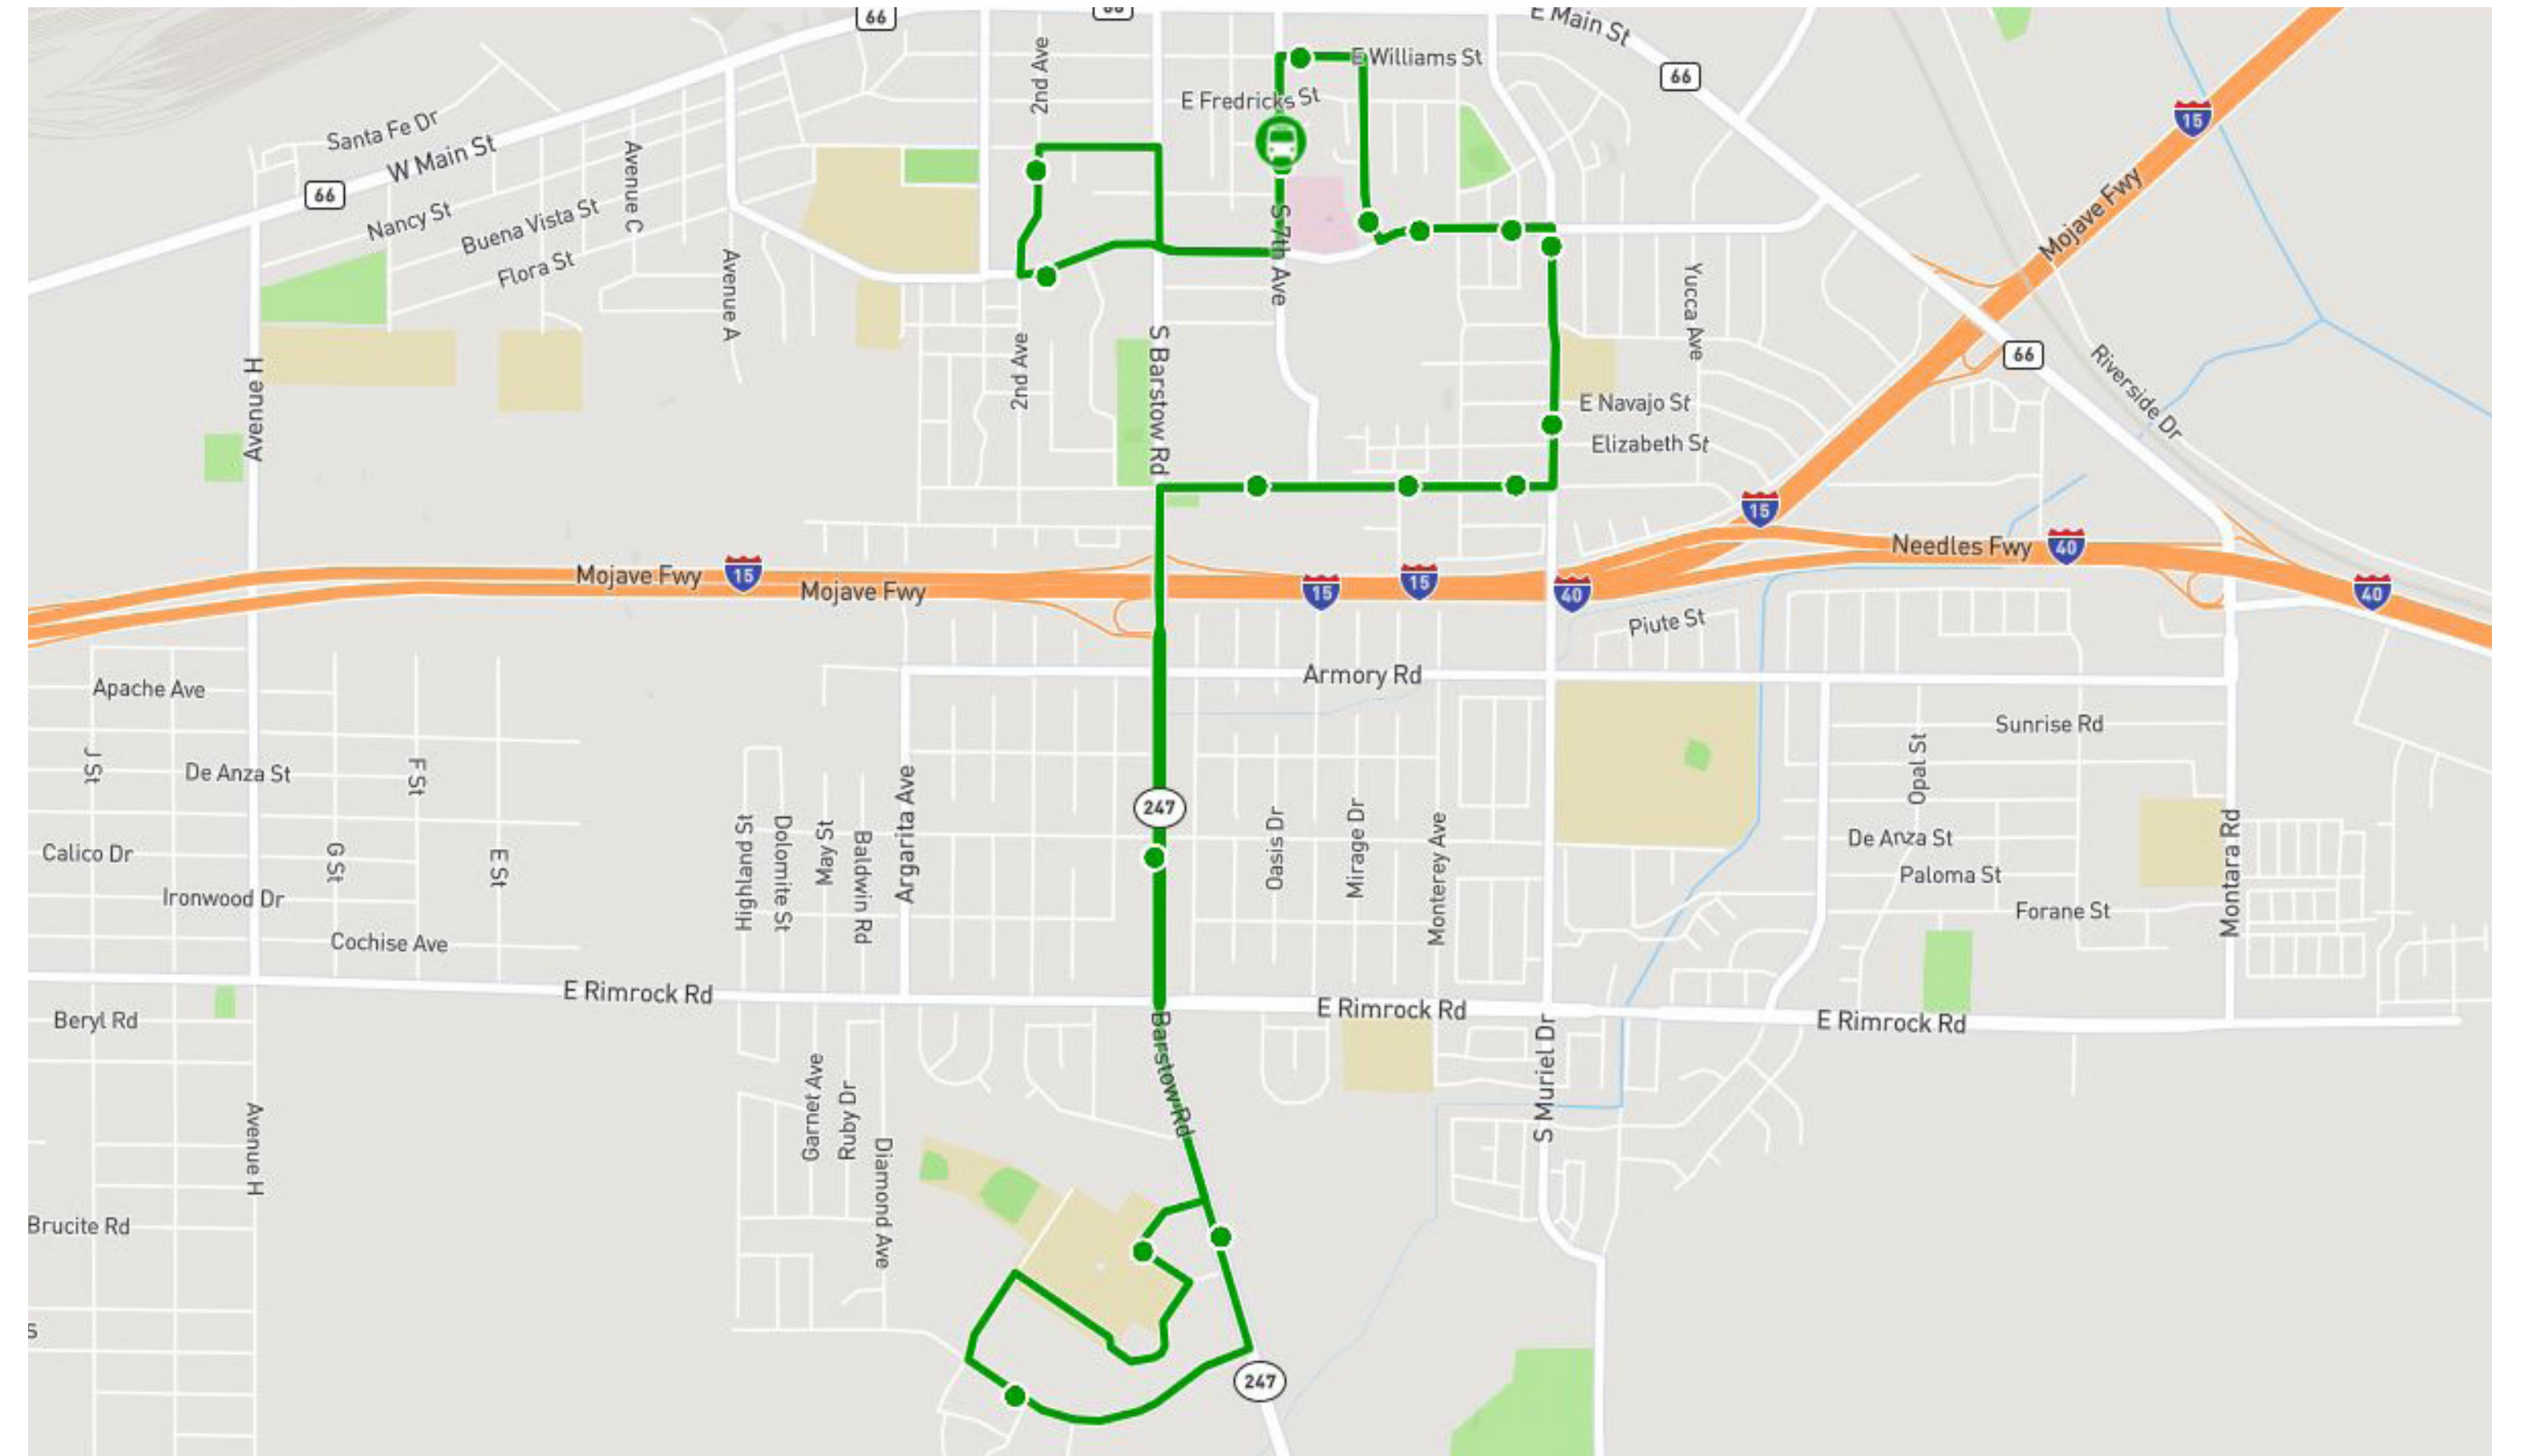 66
E Main St
E Williams St
66
2nd Ave
E Fredricks St
15
Santa Fe Dr
W Main St
66
Avenue C
Nancy St
Buena Vista St
Flora St
Avenue A
S 7th Ave
Mojave Fwy
Yucca Ave
66
Riverside Dr
Avenue H
2nd Ave
S Barstow Rd
E Navajo St
Elizabeth St
15
Needles Fwy
40
Mojave Fwy
15
Mojave Fwy
15
15
40
40
Piute St
Armory Rd
Apache Ave
Sunrise Rd
J St
De Anza St
F St
Opal St
247
Argarita Ave
Highland St
Dolomite St
May St
Baldwin Rd
Oasis Dr
Mirage Dr
Monterey Ave
De Anza St
Paloma St
Montara Rd
Calico Dr
G St
E St
Ironwood Dr
Forane St
Cochise Ave
E Rimrock Rd
E Rimrock Rd
E Rimrock Rd
Beryl Rd
Barstow Rd
S Muriel Dr
Garnet Ave
Ruby Dr
Diamond Ave
Avenue H
Brucite Rd
S
247